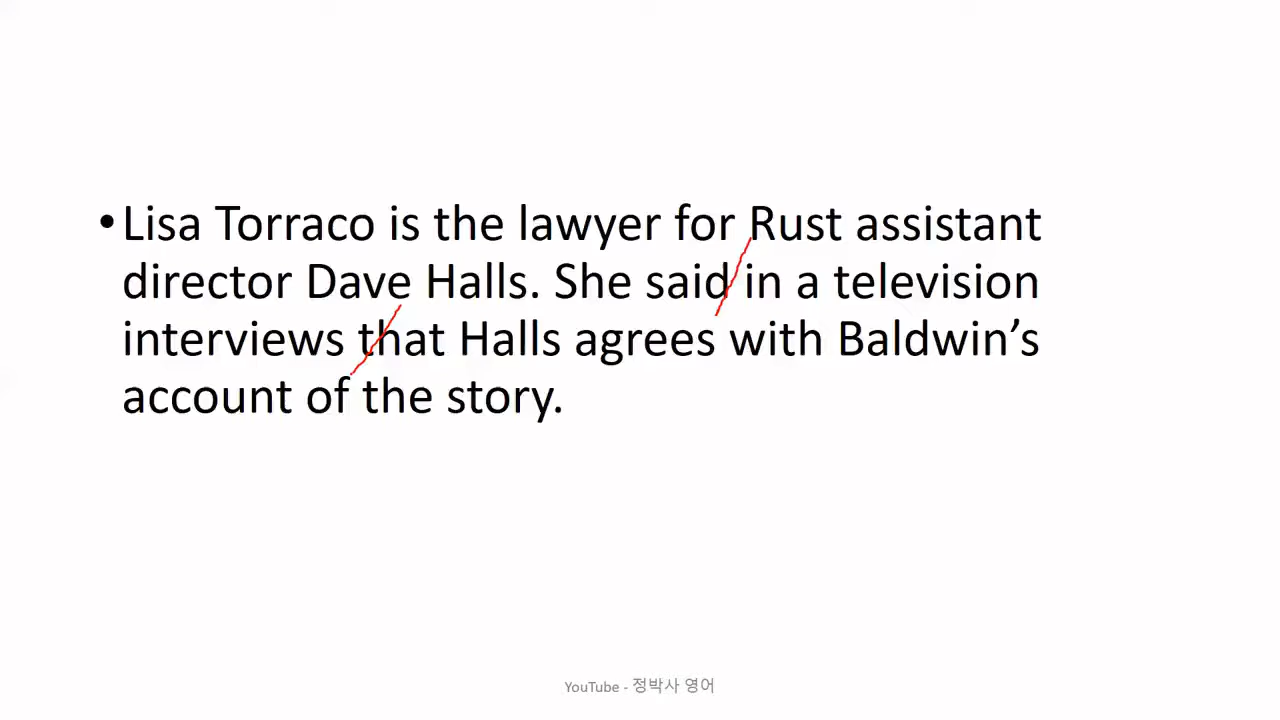 •Lisa Torraco is the lawyer for Rust assistant
director Dave Halls. She said in a television
interviews that Halls agrees with Baldwin’s
account of the story.
YouTube - 정박사 영어